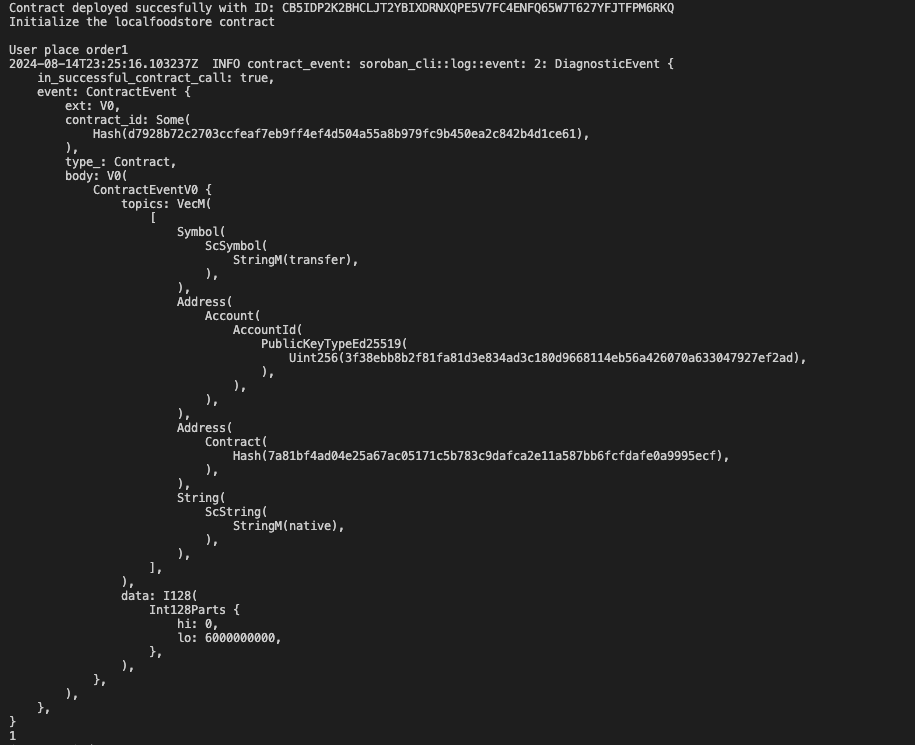 Contract deployed succesfully with ID: CB5IDP2K2BHCLJT2YBIXDRNXQPE5V7FC4ENFQ65W7T627YFJTFPM6RKQ
Initialize the localfoodstore contract

User place order1
2024-08-14T23:25:16.103237Z  INFO contract_event: soroban_cli::log::event: 2: DiagnosticEvent {
    in_successful_contract_call: true,
    event: ContractEvent {
        ext: V0,
        contract_id: Some(
            Hash(d7928b72c2703ccfeaf7eb9ff4ef4d504a55a8b979fc9b450ea2c842b4d1ce61),
        ),
        type_: Contract,
        body: V0(
            ContractEventV0 {
                topics: VecM(
                    [
                        Symbol(
                            ScSymbol(
                                StringM(transfer),
                            ),
                        ),
                        Address(
                            Account(
                                AccountId(
                                    PublicKeyTypeEd25519(
                                        Uint256(3f38ebb8b2f81fa81d3e834ad3c180d9668114eb56a426070a633047927ef2ad),
                                    ),
                                ),
                            ),
                        ),
                        Address(
                            Contract(
                                Hash(7a81bf4ad04e25a67ac05171c5b783c9dafca2e11a587bb6fcfdafe0a9995ecf),
                            ),
                        ),
                        String(
                            ScString(
                                StringM(native),
                            ),
                        ),
                    ],
                ),
                data: I128(
                    Int128Parts {
                        hi: 0,
                        lo: 6000000000,
                    },
                ),
            },
        ),
    },
}
1